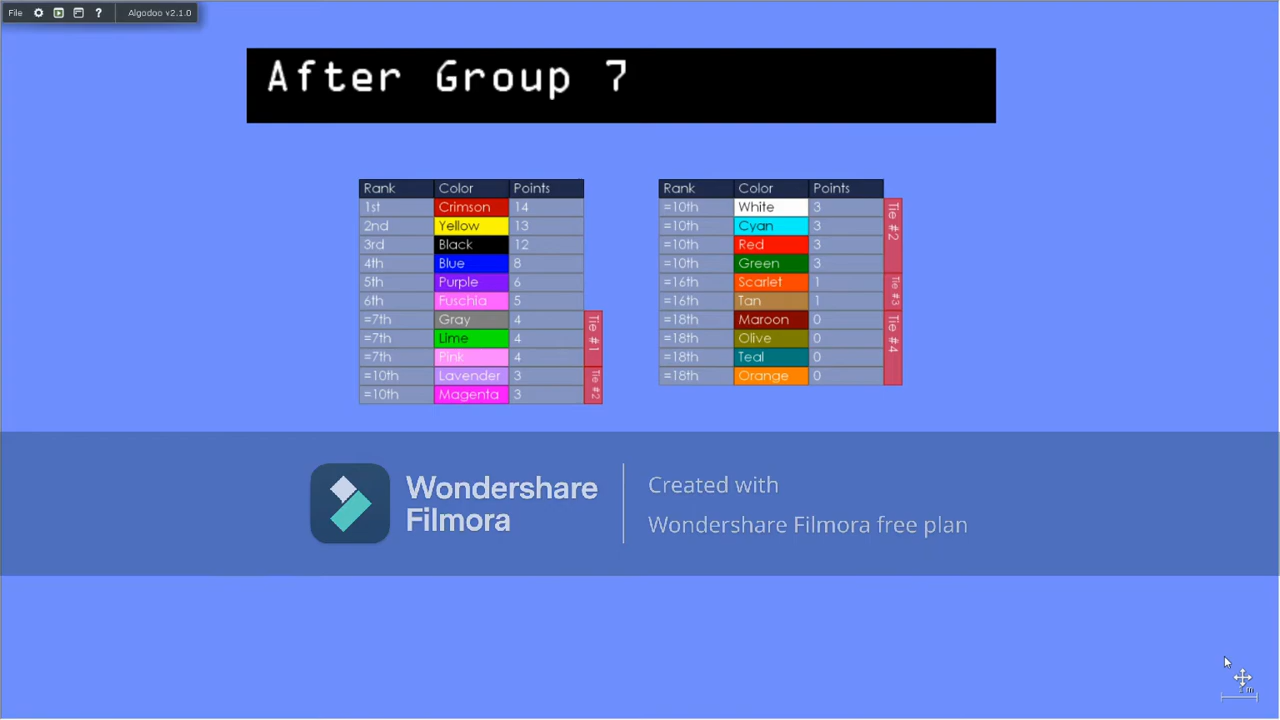 File ? Algodoo v2.1.0
After Group 7
Rank Color Points
1st Crimson 14
2nd Yellow 13
3rd Black 12
4th Blue 8
5th Purple 6
6th Fuschia 5
=7th Gray 4
=7th Lime 4
=7th Pink 4
=10th Lavender 3
=10th Magenta 3
Tie #1
Tie #2
Rank Color Points
=10th White 3
=10th Cyan 3
=10th Red 3
=10th Green 3
=16th Scarlet 1
=16th Tan 1
=18th Maroon 0
=18th Olive 0
=18th Teal 0
=18th Orange 0
Tie #2
Tie #3
Tie #4
Wondershare
Filmora
Created with
Wondershare Filmora free plan
1 m